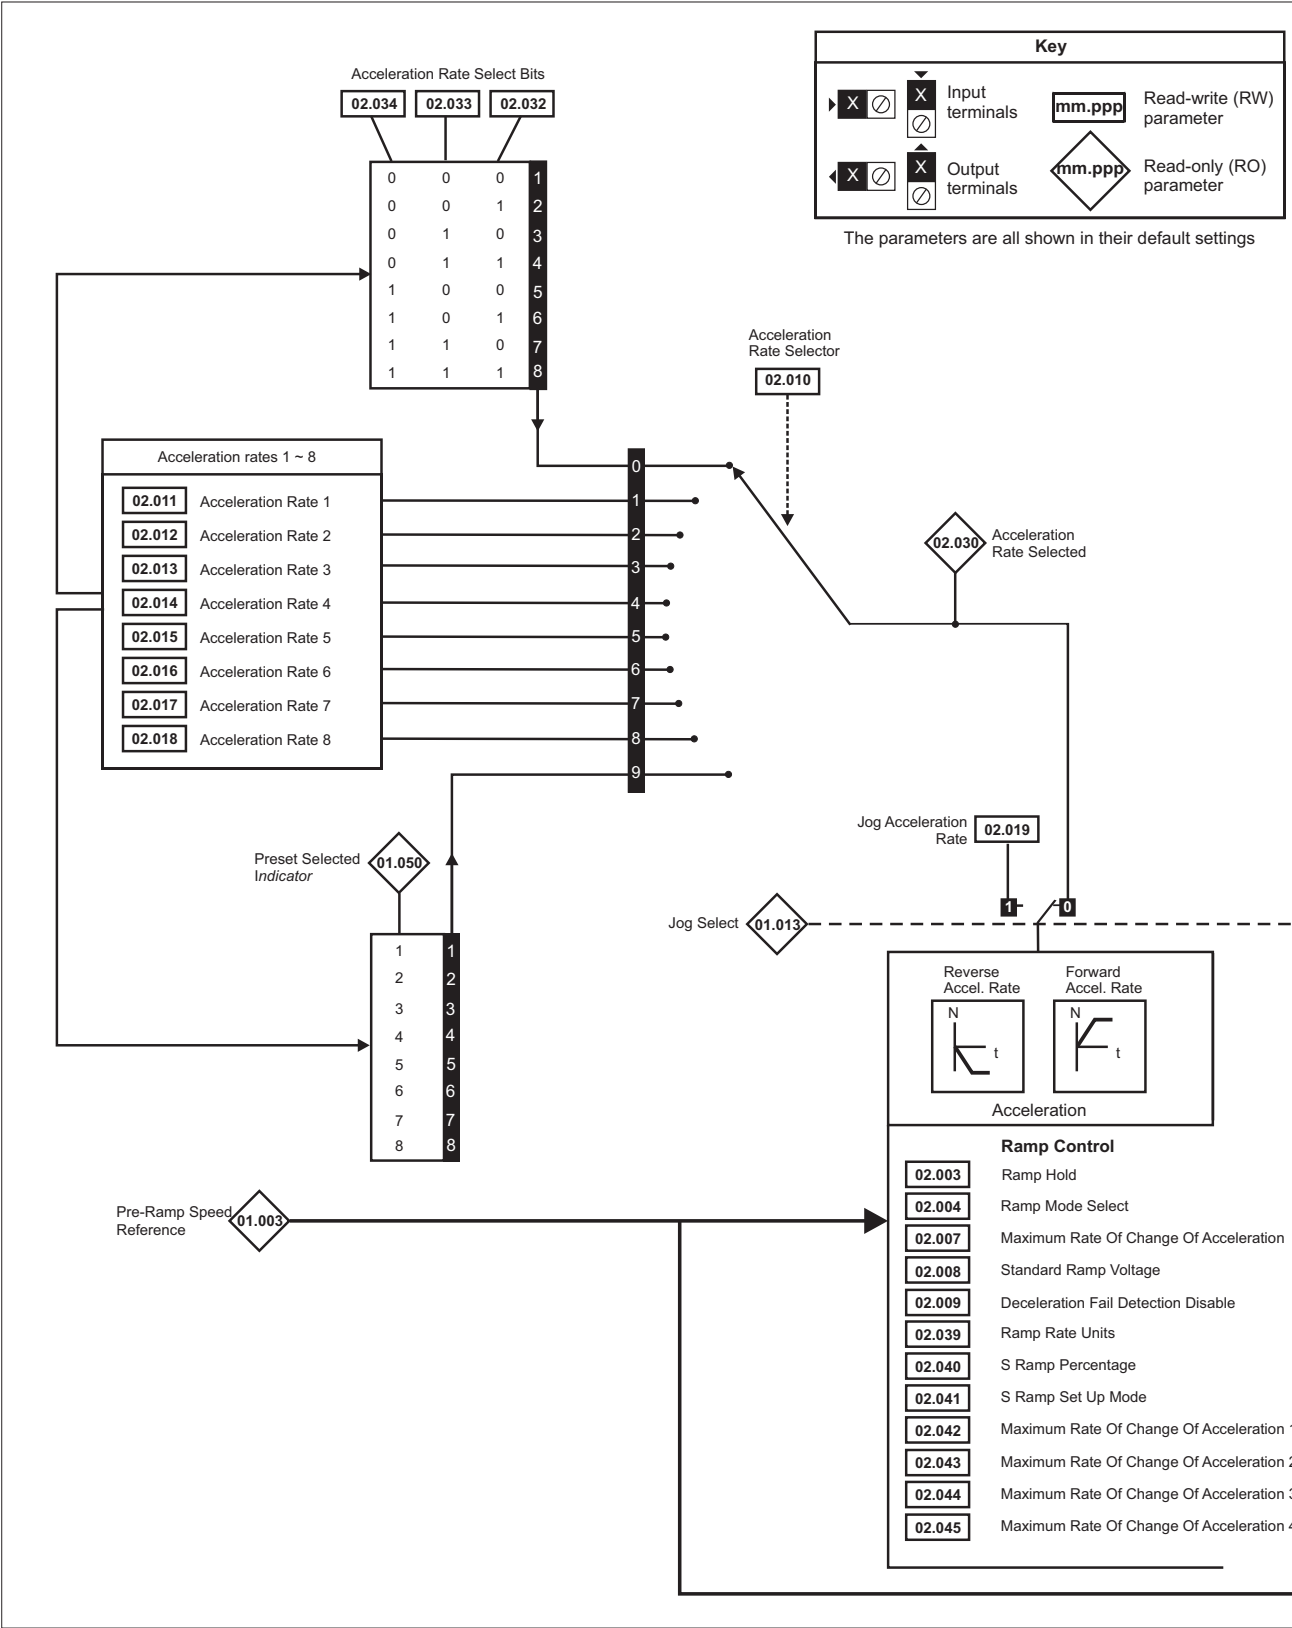 Key
X
X
Input
terminals
mm.ppp
Read-write (RW)
parameter
X
X
Output
terminals
mm.ppp
Read-only (RO)
parameter
The parameters are all shown in their default settings
Acceleration Rate Select Bits
02.034 02.033 02.032
0 0 0 1
0 0 1 2
0 1 0 3
0 1 1 4
1 0 0 5
1 0 1 6
1 1 0 7
1 1 1 8
Acceleration
Rate Selector
02.010
Acceleration rates 1 ~ 8
02.011 Acceleration Rate 1
02.012 Acceleration Rate 2
02.013 Acceleration Rate 3
02.014 Acceleration Rate 4
02.015 Acceleration Rate 5
02.016 Acceleration Rate 6
02.017 Acceleration Rate 7
02.018 Acceleration Rate 8
0
1
2
3
4
5
6
7
8
9
02.030
Acceleration
Rate Selected
Jog Acceleration
Rate
02.019
1 0
Jog Select
01.013
Preset Selected
Indicator
01.050
1 1
2 2
3 3
4 4
5 5
6 6
7 7
8 8
Reverse
Accel. Rate
N
t
Forward
Accel. Rate
N
t
Acceleration
Pre-Ramp Speed
Reference
01.003
Ramp Control
02.003 Ramp Hold
02.004 Ramp Mode Select
02.007 Maximum Rate Of Change Of Acceleration
02.008 Standard Ramp Voltage
02.009 Deceleration Fail Detection Disable
02.039 Ramp Rate Units
02.040 S Ramp Percentage
02.041 S Ramp Set Up Mode
02.042 Maximum Rate Of Change Of Acceleration 1
02.043 Maximum Rate Of Change Of Acceleration 2
02.044 Maximum Rate Of Change Of Acceleration 3
02.045 Maximum Rate Of Change Of Acceleration 4